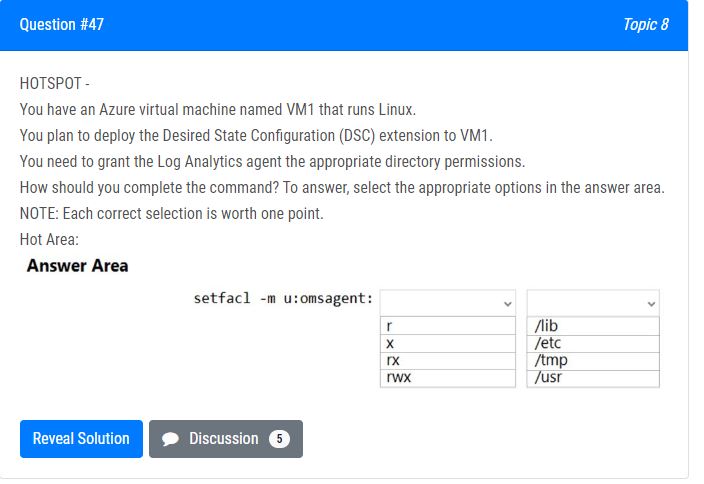 Question #47
Topic 8
HOTSPOT -
You have an Azure virtual machine named VM1 that runs Linux.
You plan to deploy the Desired State Configuration (DSC) extension to VM1.
You need to grant the Log Analytics agent the appropriate directory permissions.
How should you complete the command? To answer, select the appropriate options in the answer area.
NOTE: Each correct selection is worth one point.
Hot Area:
Answer Area
setfacl -m u:omsagent:
r
x
rx
rwx
/lib
/etc
/tmp
/usr
Reveal Solution
Discussion 5